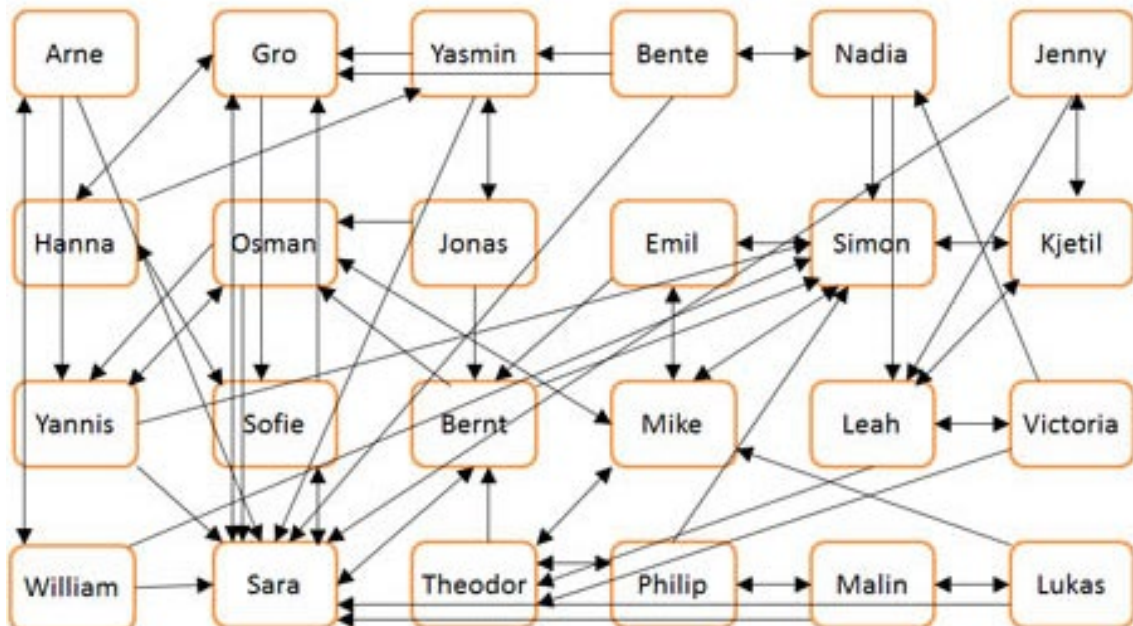 Arne Gro Yasmin Bente Nadia Jenny
Hanna Osman Jonas Emil Simon Kjetil
Yannis Sofie Bernt Mike Leah Victoria
William Sara Theodor Philip Malin Lukas